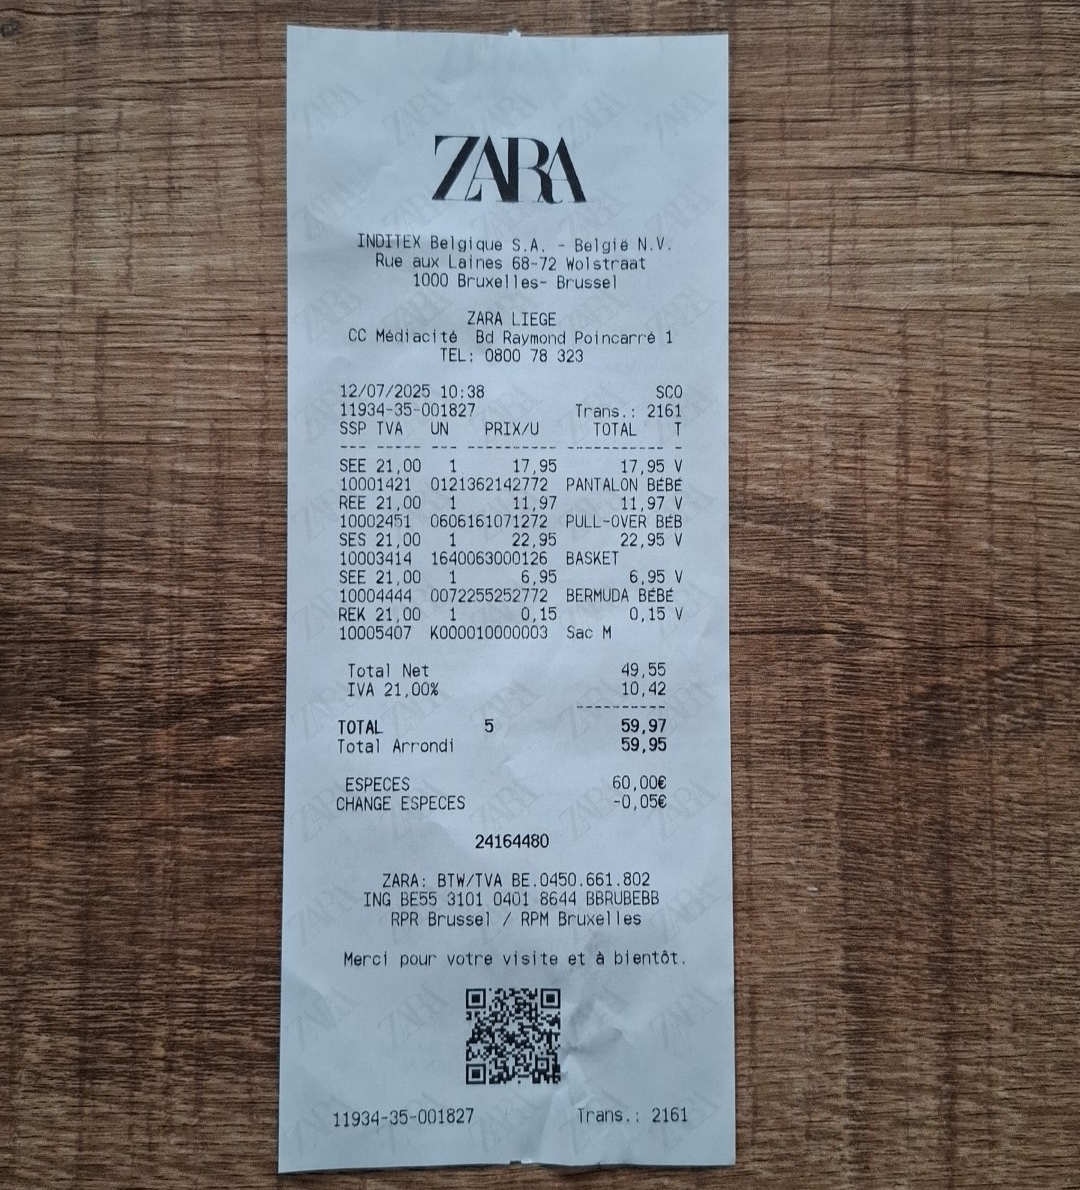 ZARA
INDITEX Belgique S.A. - België N.V.
Rue aux Laines 68-72 Wolstraat
1000 Bruxelles- Brussel
ZARA LIEGE
CC Médiacité Bd Raymond Poincarré 1
TEL: 0800 78 323
12/07/2025 10:38 SCO
11934-35-001827 Trans.: 2161
SSP TVA UN PRIX/U TOTAL T
--- ------ --- ---------- ----------- -
SEE 21,00 1 17,95 17,95 V
10001421 0121362142772 PANTALON BÉBÉ
REE 21,00 1 11,97 11,97 V
10002451 0606161071272 PULL-OVER BÉB
SES 21,00 1 22,95 22,95 V
10003414 1640063000126 BASKET
SEE 21,00 1 6,95 6,95 V
10004444 0072255252772 BERMUDA BÉBÉ
REK 21,00 1 0,15 0,15 V
10005407 K000010000003 Sac M
Total Net 49,55
IVA 21,00% 10,42
----------
TOTAL 5 59,97
Total Arrondi 59,95
ESPECES 60,00€
CHANGE ESPECES -0,05€
24164480
ZARA: BTW/TVA BE.0450.661.802
ING BE55 3101 0401 8644 BBRUBEBB
RPR Brussel / RPM Bruxelles
Merci pour votre visite et à bientôt.
11934-35-001827 Trans.: 2161